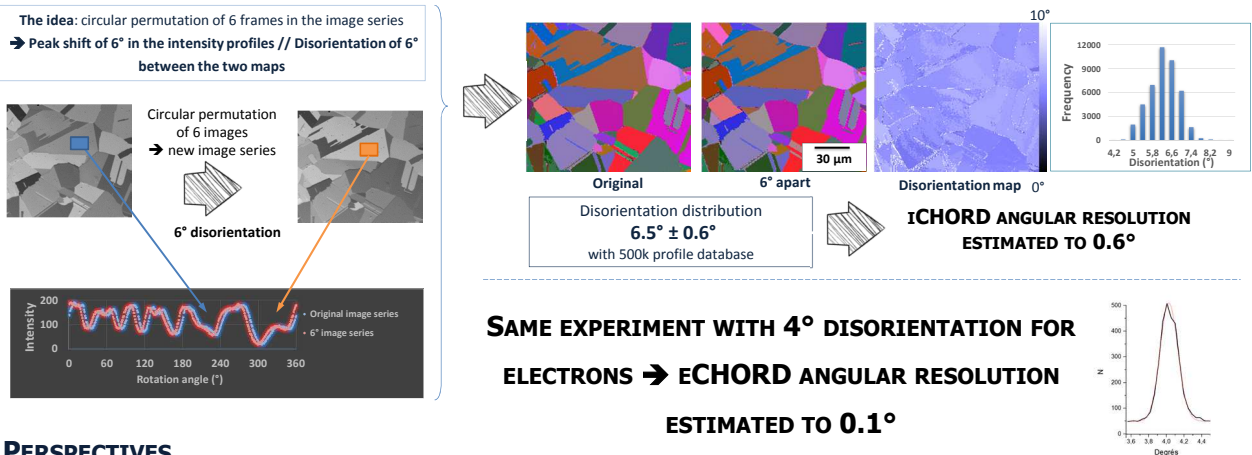 The idea: circular permutation of 6 frames in the image series
➔ Peak shift of 6° in the intensity profiles // Disorientation of 6°
between the two maps
Circular permutation
of 6 images
➔ new image series
6° disorientation
200
100
0
Intensity
0 60 120 180 240 300 360
Rotation angle (°)
Original image series
6° image series
30 µm
Original
6° apart
Disorientation map
10°
0°
12000
9000
6000
3000
0
Frequency
4,2 5 5,8 6,6 7,4 8,2 9
Disorientation (°)
Disorientation distribution
6.5° ± 0.6°
with 500k profile database
ICHORD ANGULAR RESOLUTION
ESTIMATED TO 0.6°
SAME EXPERIMENT WITH 4° DISORIENTATION FOR
ELECTRONS ➔ ECHORD ANGULAR RESOLUTION
ESTIMATED TO 0.1°
500
400
300
200
100
0
N
3,6 3,8 4,0 4,2 4,4
Degrés
PERSPECTIVES